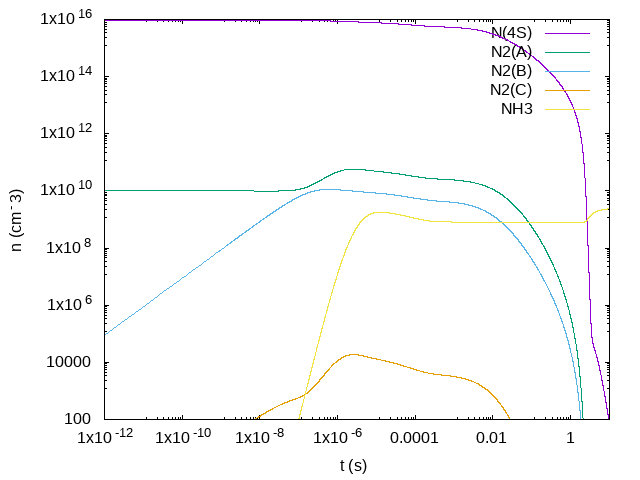 1x10^16
1x10^14
1x10^12
1x10^10
1x10^8
1x10^6
10000
100
n (cm^-3)
N(4S)
N2(A)
N2(B)
N2(C)
NH3
1x10^-12 1x10^-10 1x10^-8 1x10^-6 0.0001 0.01 1
t (s)